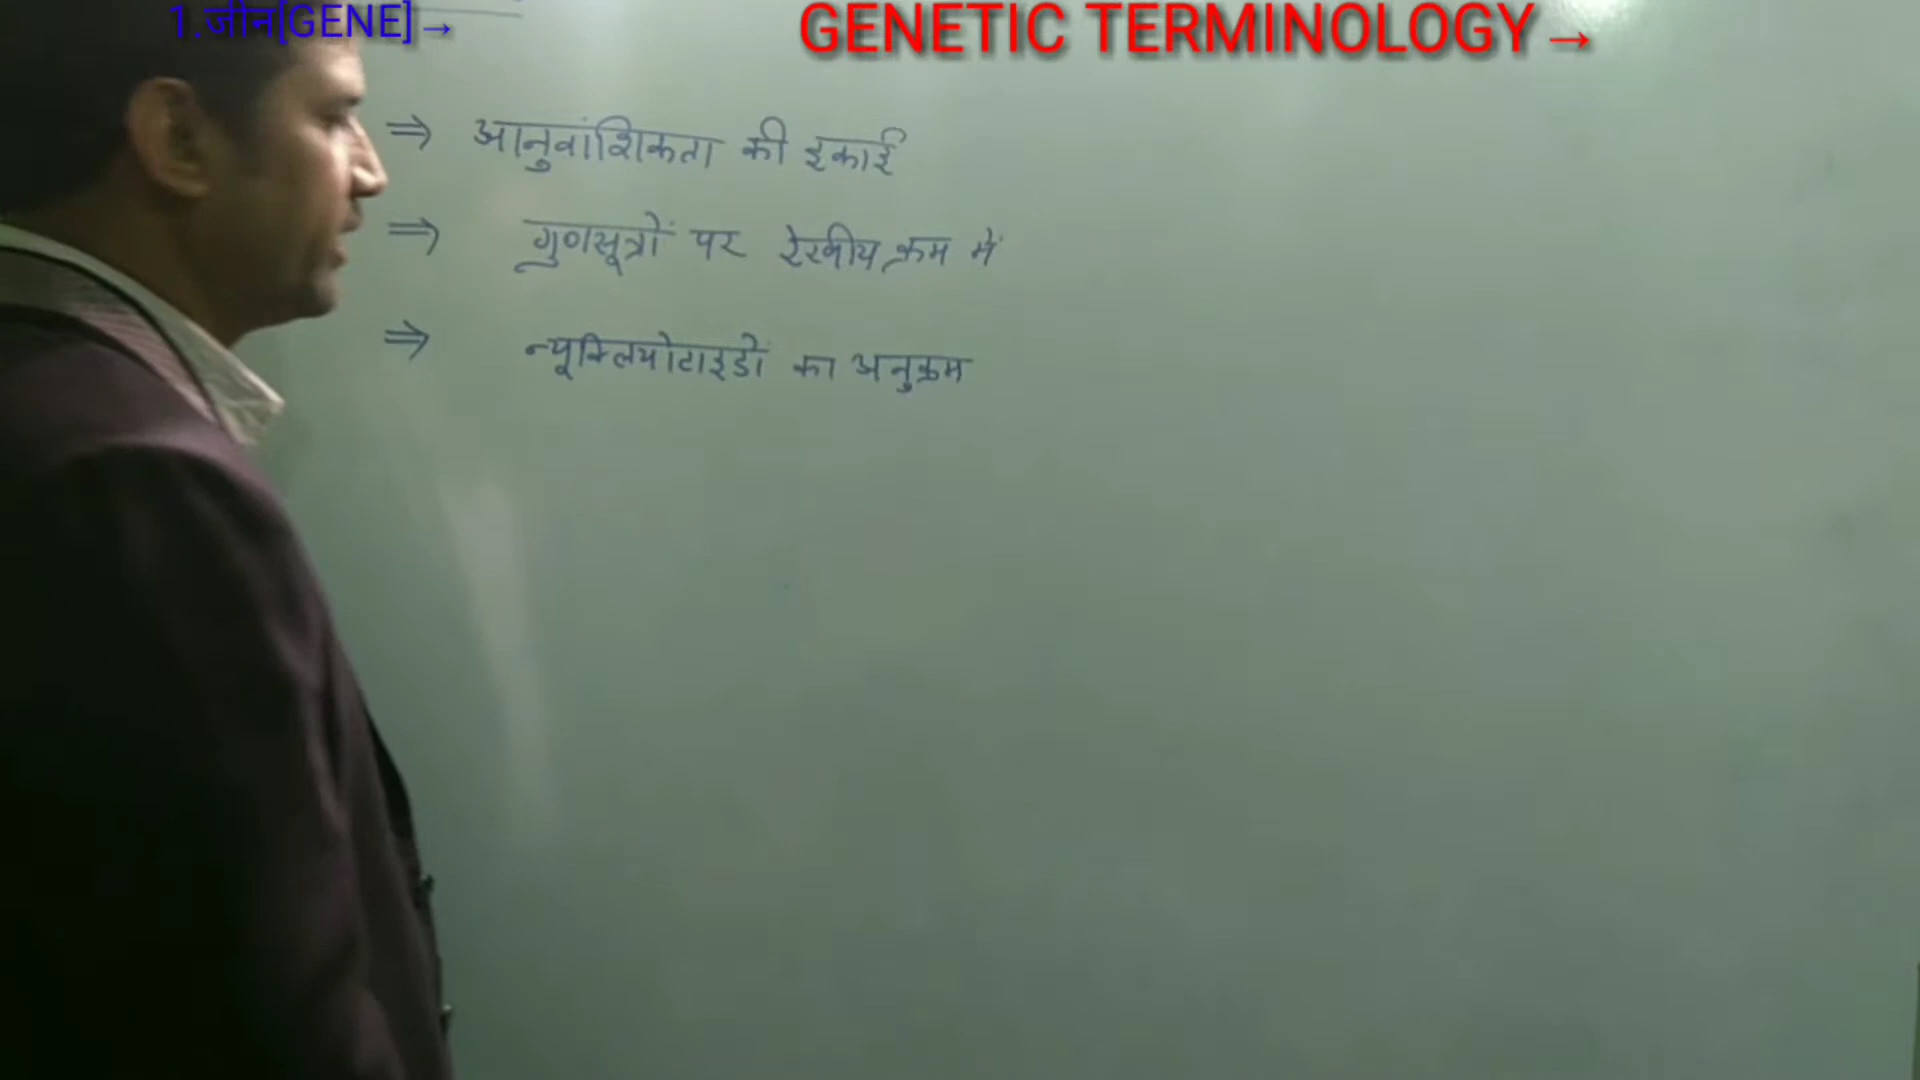 1.जीन[GENE]→
GENETIC TERMINOLOGY→
⇒ आनुवांशिकता की इकाई
⇒ गुणसूत्रों पर रेखीय क्रम में
⇒ न्यूक्लियोटाइडों का अनुक्रम